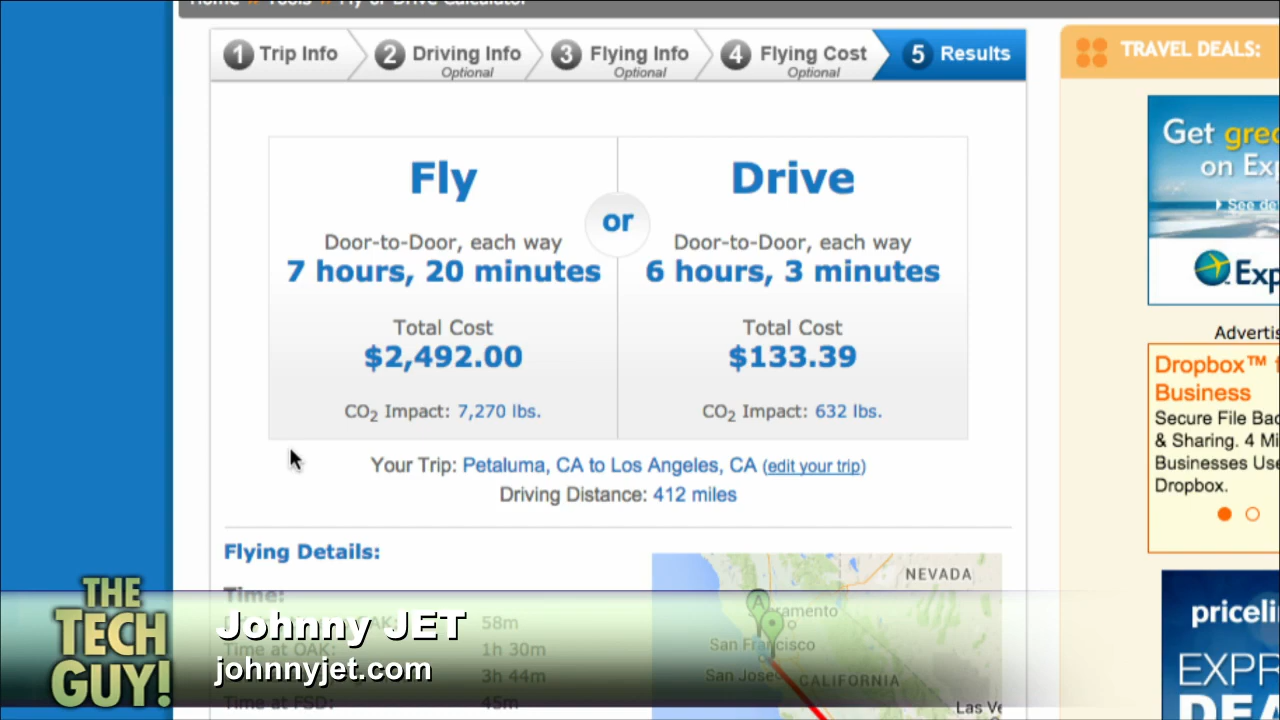 Home » Tools » Fly or Drive Calculator
1 Trip Info
2 Driving Info
Optional
3 Flying Info
Optional
4 Flying Cost
Optional
5 Results
Fly
Door-to-Door, each way
7 hours, 20 minutes
Total Cost
$2,492.00
CO2 Impact: 7,270 lbs.
or
Drive
Door-to-Door, each way
6 hours, 3 minutes
Total Cost
$133.39
CO2 Impact: 632 lbs.
Your Trip: Petaluma, CA to Los Angeles, CA (edit your trip)
Driving Distance: 412 miles
Flying Details:
Time:
58m
Time at OAK: 1h 30m
3h 44m
Time at FSD: 45m
NEVADA
A
ramento
San Francisco
San Jose
CALIFORNIA
Las Ve
TRAVEL DEALS:
Get grea
on Exp
See de
Exp
Advertis
Dropbox™ f
Business
Secure File Bac
& Sharing. 4 Mi
Businesses Use
Dropbox.
priceli
EXPR
DEA
THE
TECH
GUY!
Johnny JET
johnnyjet.com